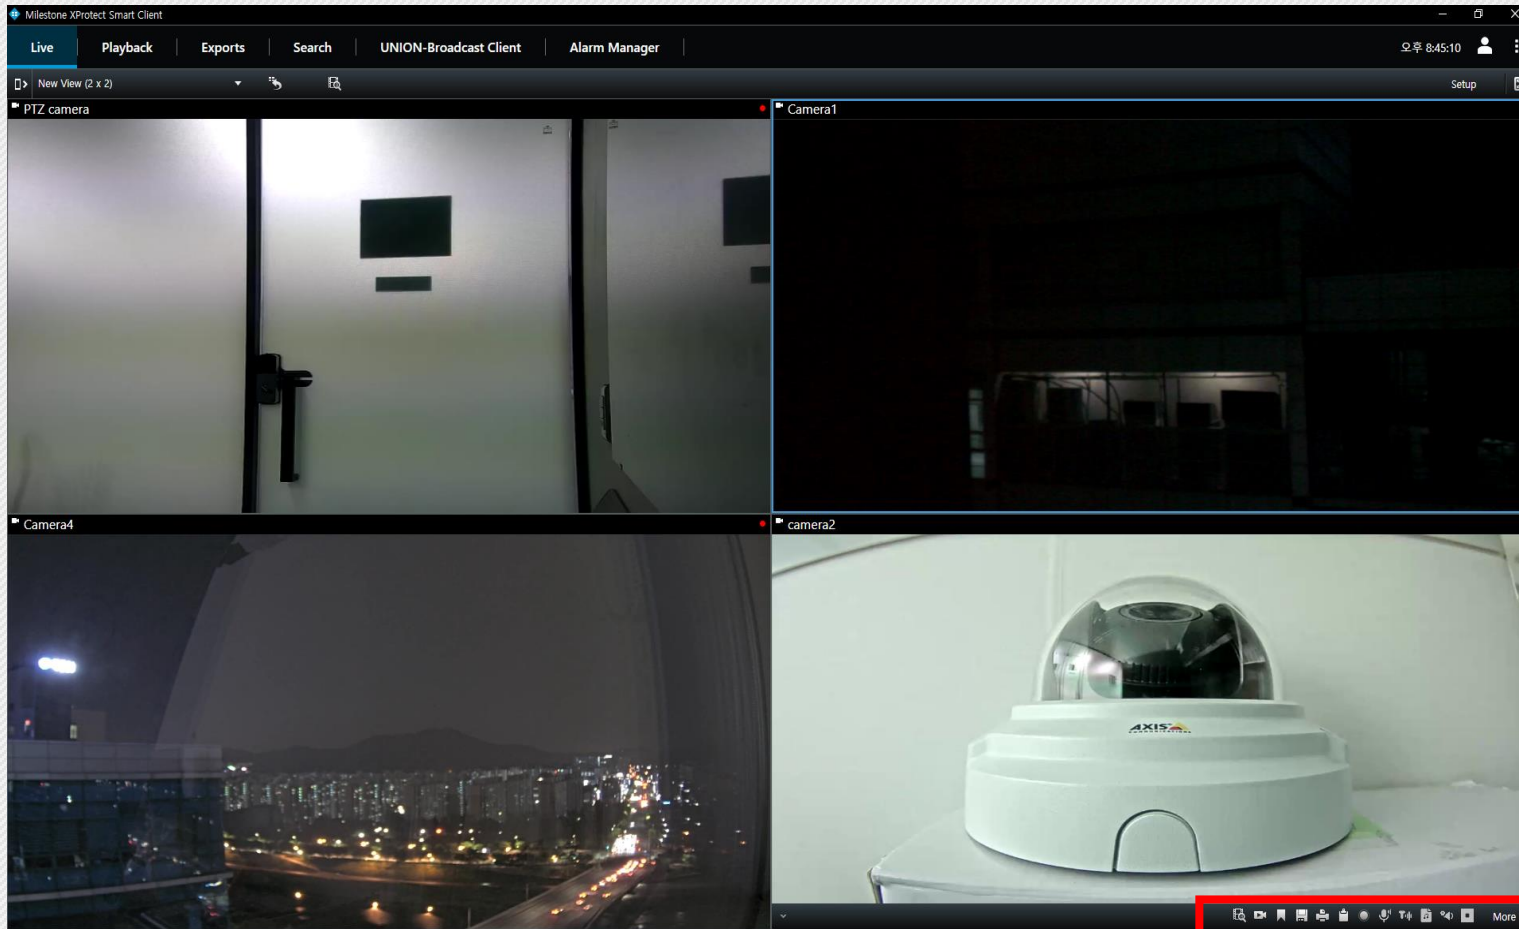 Milestone XProtect Smart Client
Live
Playback
Exports
Search
UNION-Broadcast Client
Alarm Manager
오후 8:45:10
New View (2 x 2)
Setup
PTZ camera
Camera1
Camera4
camera2
AXIS
COMMUNICATIONS
More